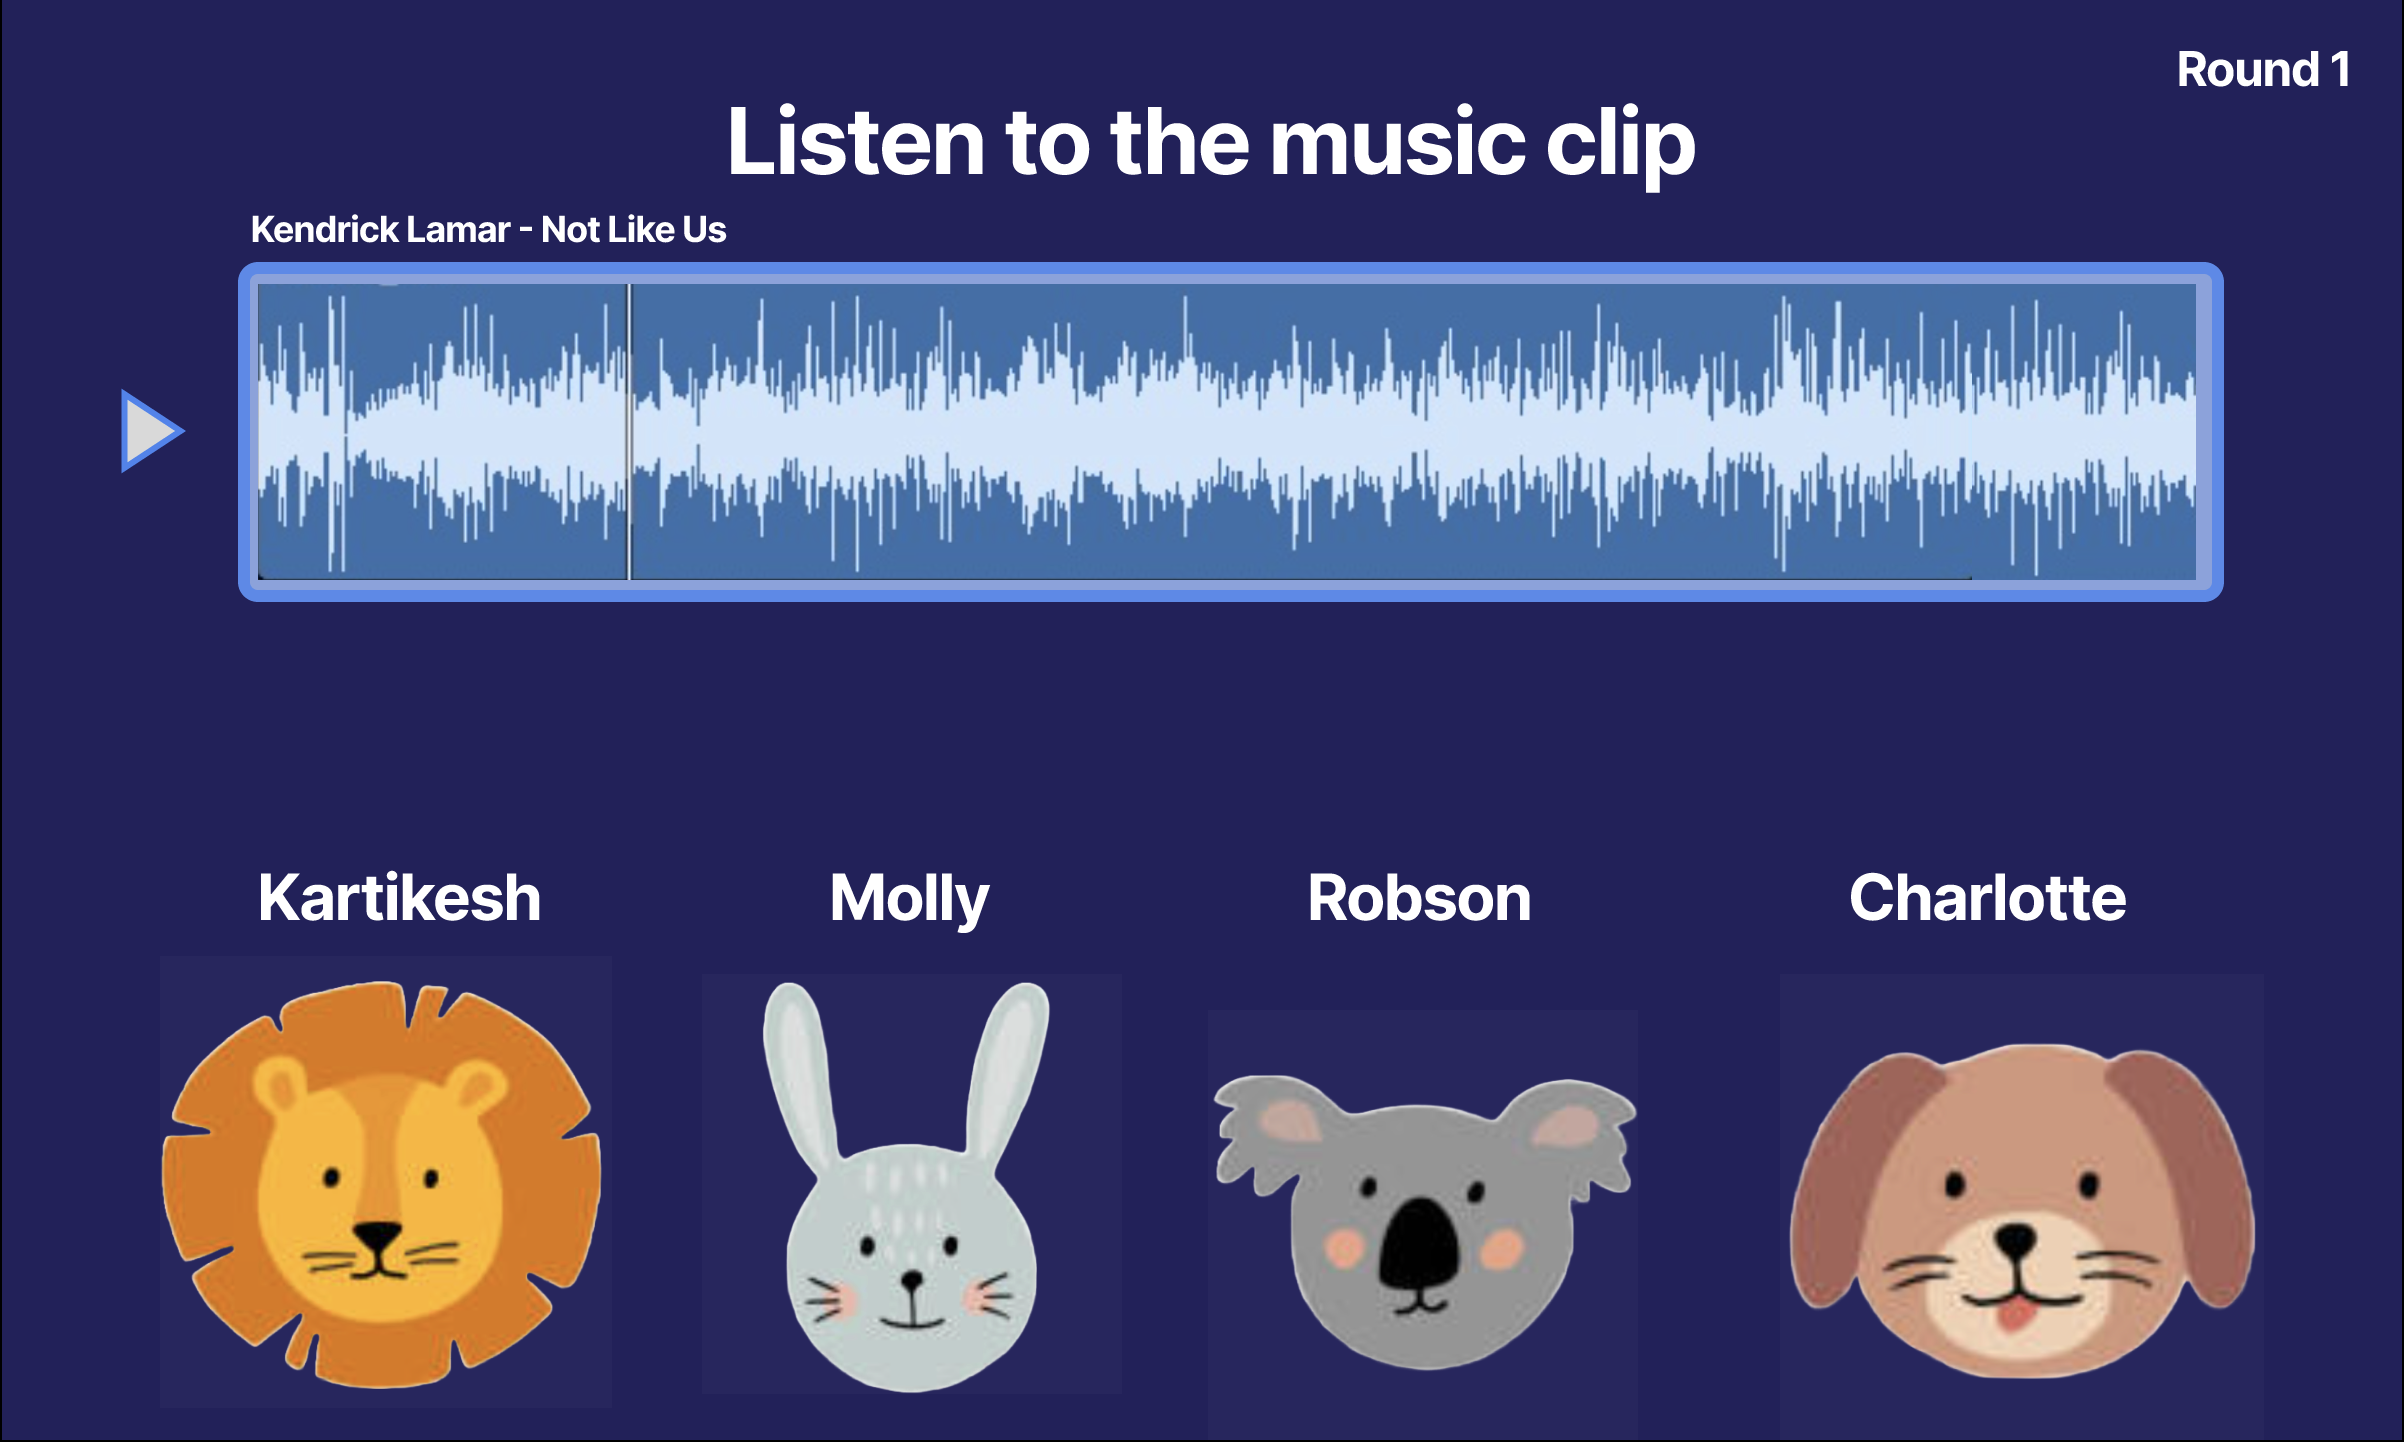 Round 1
Listen to the music clip
Kendrick Lamar - Not Like Us
Kartikesh
Molly
Robson
Charlotte